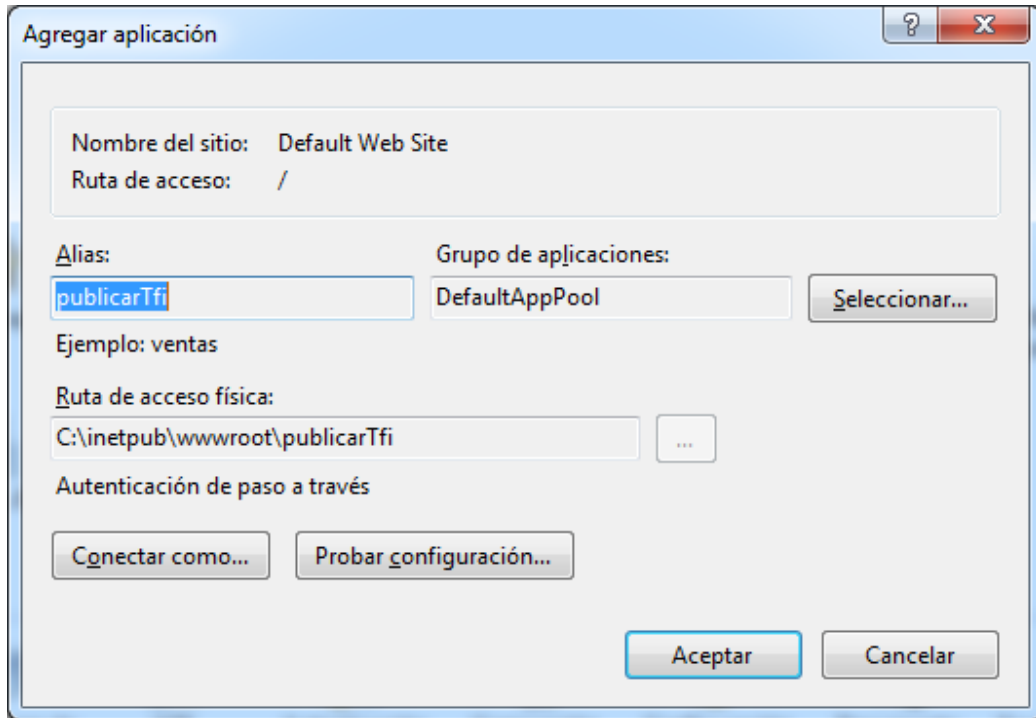 Agregar aplicación
Nombre del sitio: Default Web Site
Ruta de acceso: /
Alias: Grupo de aplicaciones:
publicarTfi DefaultAppPool Seleccionar...
Ejemplo: ventas
Ruta de acceso física:
C:\inetpub\wwwroot\publicarTfi ...
Autenticación de paso a través
Conectar como... Probar configuración...
Aceptar Cancelar